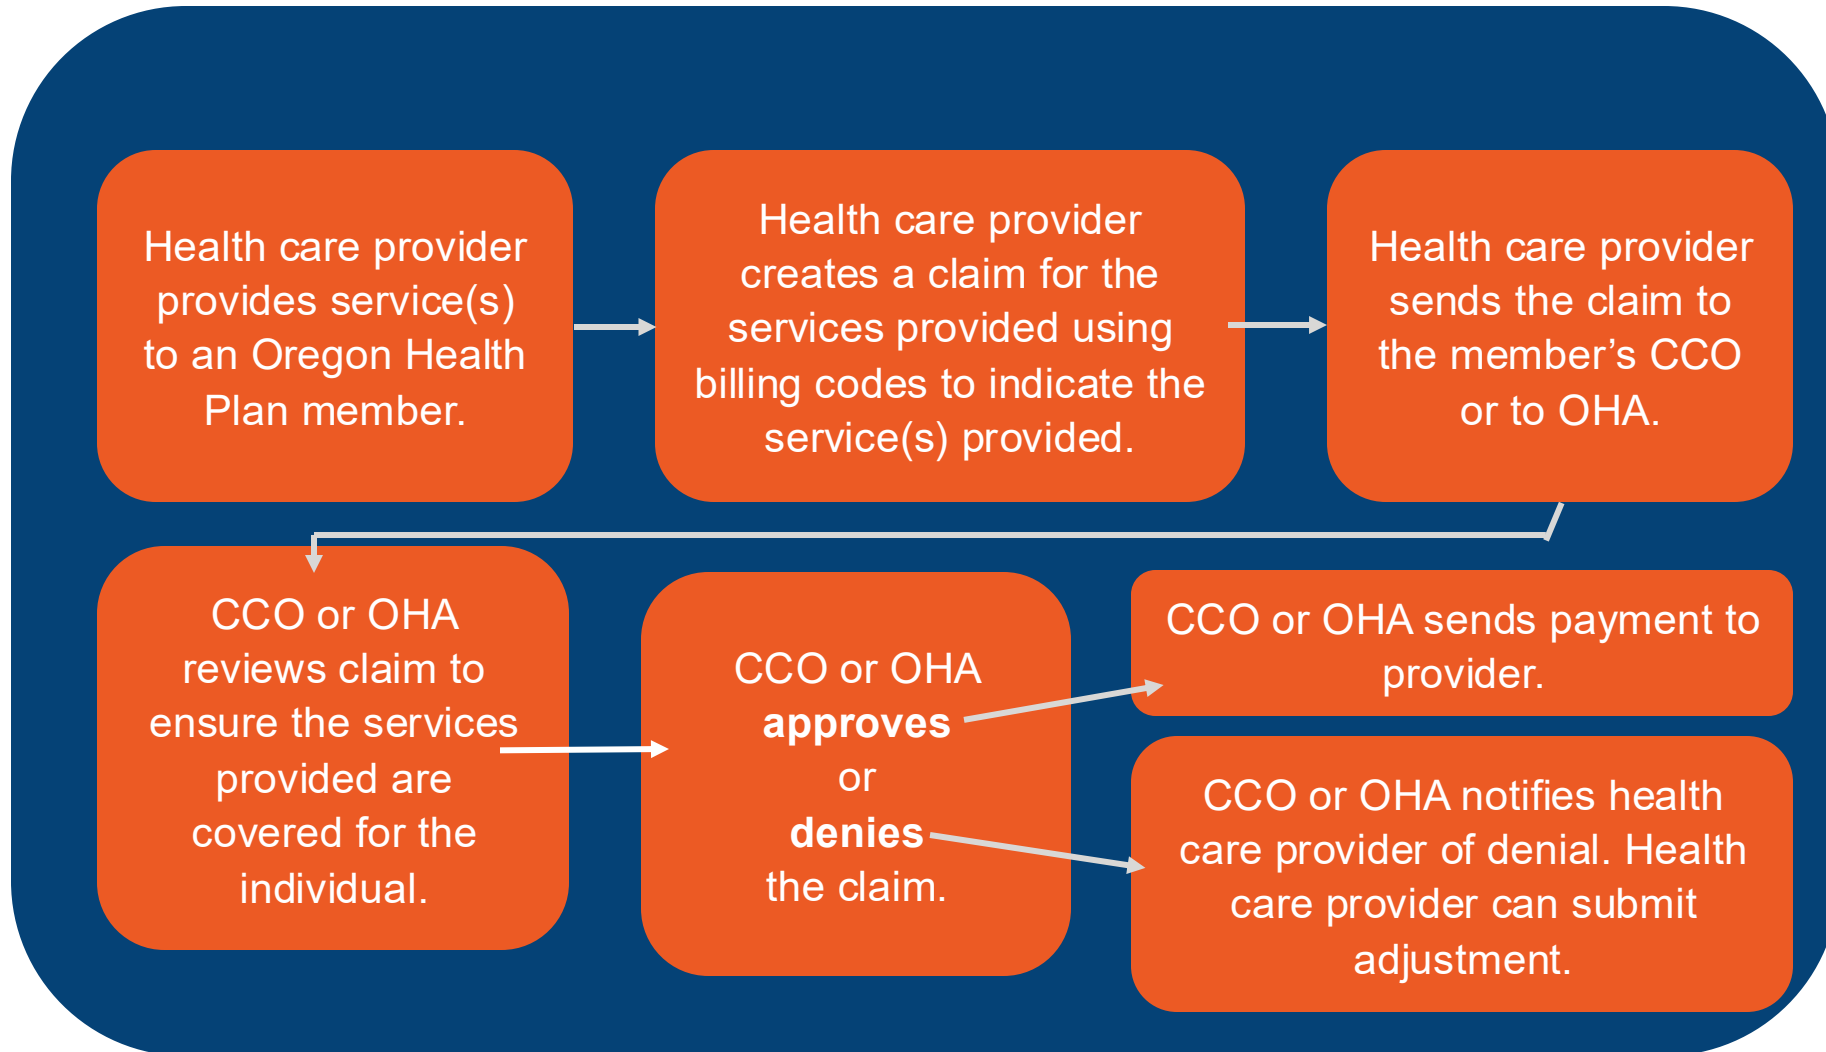 Health care provider
provides service(s)
to an Oregon Health
Plan member.
Health care provider
creates a claim for the
services provided using
billing codes to indicate the
service(s) provided.
Health care provider
sends the claim to
the member’s CCO
or to OHA.
CCO or OHA
reviews claim to
ensure the services
provided are
covered for the
individual.
CCO or OHA
approves
or
denies
the claim.
CCO or OHA sends payment to
provider.
CCO or OHA notifies health
care provider of denial. Health
care provider can submit
adjustment.